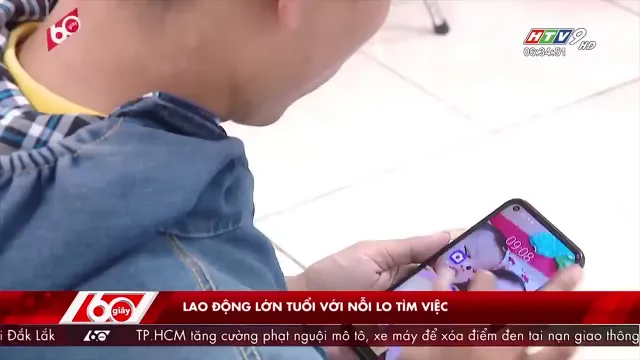 60 giây
HTV9 HD
06:34:51
09:08
60 giây
LAO ĐỘNG LỚN TUỔI VỚI NỖI LO TÌM VIỆC
i Đắk Lắk 60 TP.HCM tăng cường phạt nguội mô tô, xe máy để xóa điểm đen tai nạn giao thông